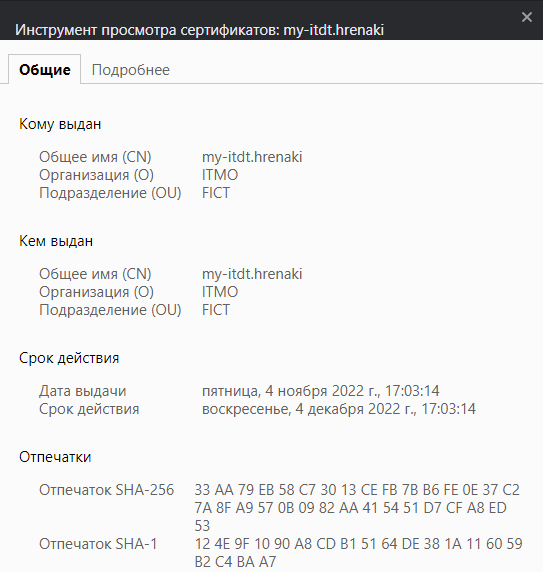 Инструмент просмотра сертификатов: my-itdt.hrenaki
Общие Подробнее
Кому выдан
Общее имя (CN) my-itdt.hrenaki
Организация (O) ITMO
Подразделение (OU) FICT
Кем выдан
Общее имя (CN) my-itdt.hrenaki
Организация (O) ITMO
Подразделение (OU) FICT
Срок действия
Дата выдачи пятница, 4 ноября 2022 г., 17:03:14
Срок действия воскресенье, 4 декабря 2022 г., 17:03:14
Отпечатки
Отпечаток SHA-256 33 AA 79 EB 58 C7 30 13 CE FB 7B B6 FE 0E 37 C2
7A 8F A9 57 0B 09 82 AA 41 54 51 D7 CF A8 ED
53
Отпечаток SHA-1 12 4E 9F 10 90 A8 CD B1 51 64 DE 38 1A 11 60 59
B2 C4 BA A7